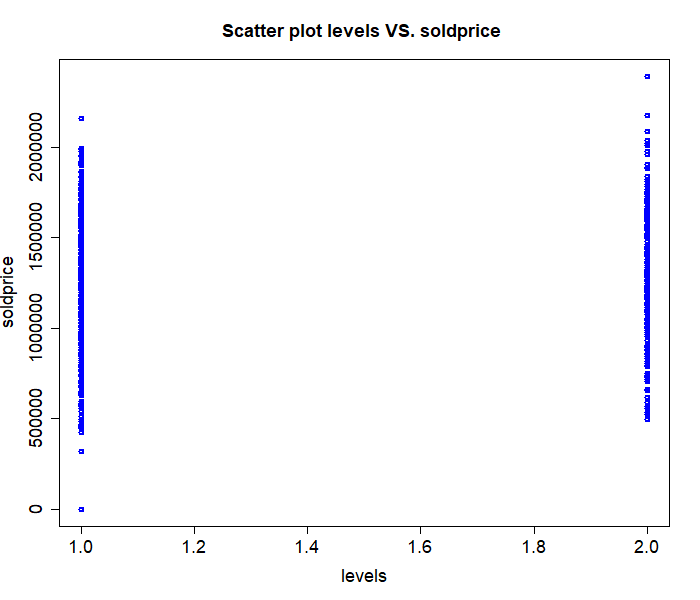 Scatter plot levels VS. soldprice
soldprice
2000000
1500000
1000000
500000
0
1.0 1.2 1.4 1.6 1.8 2.0
levels